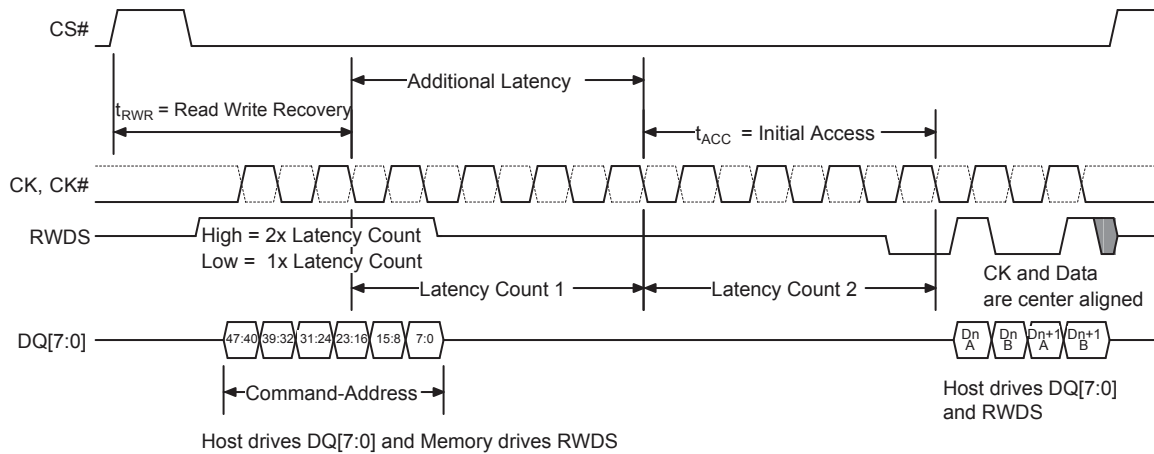 CS#
Additional Latency
tRWR = Read Write Recovery
tACC = Initial Access
CK, CK#
RWDS
High = 2x Latency Count
Low = 1x Latency Count
CK and Data
are center aligned
Latency Count 1
Latency Count 2
DQ[7:0]
47:40 39:32 31:24 23:16 15:8 7:0
Dn A
Dn B
Dn+1 A
Dn+1 B
Command-Address
Host drives DQ[7:0]
and RWDS
Host drives DQ[7:0] and Memory drives RWDS